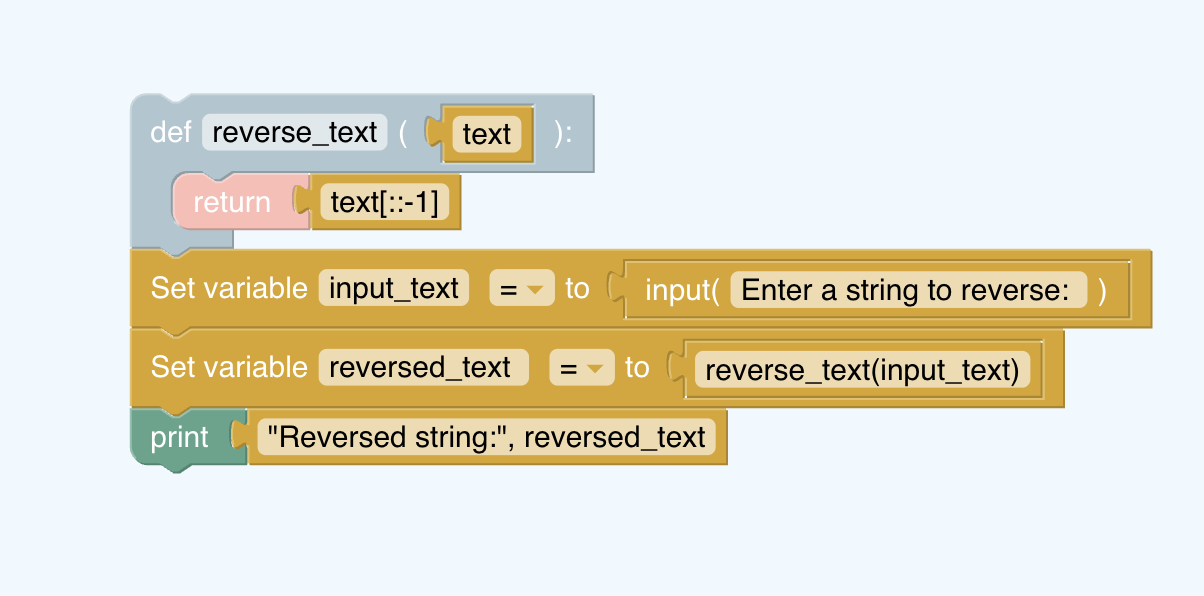 def reverse_text ( text ):
return text[::-1]
Set variable input_text = to input( Enter a string to reverse: )
Set variable reversed_text = to reverse_text(input_text)
print "Reversed string:", reversed_text